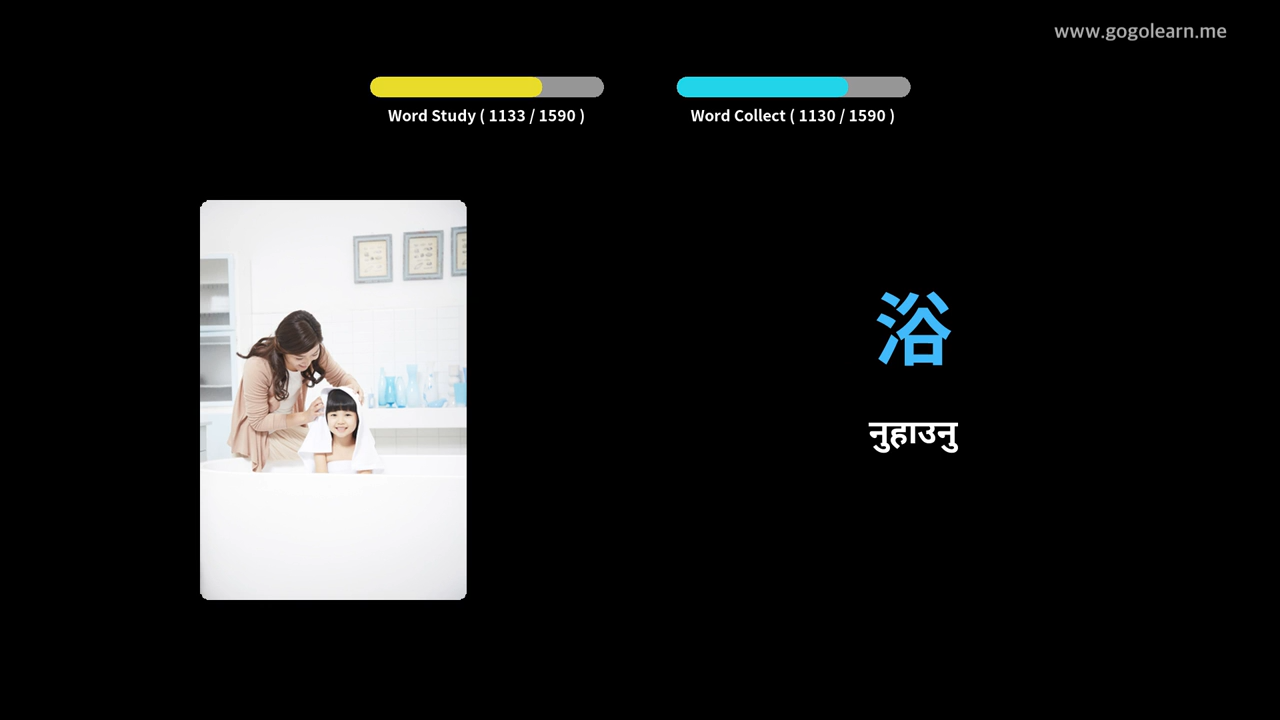 www.gogolearn.me
Word Study ( 1133 / 1590 )
Word Collect ( 1130 / 1590 )
浴
नुहाउनु